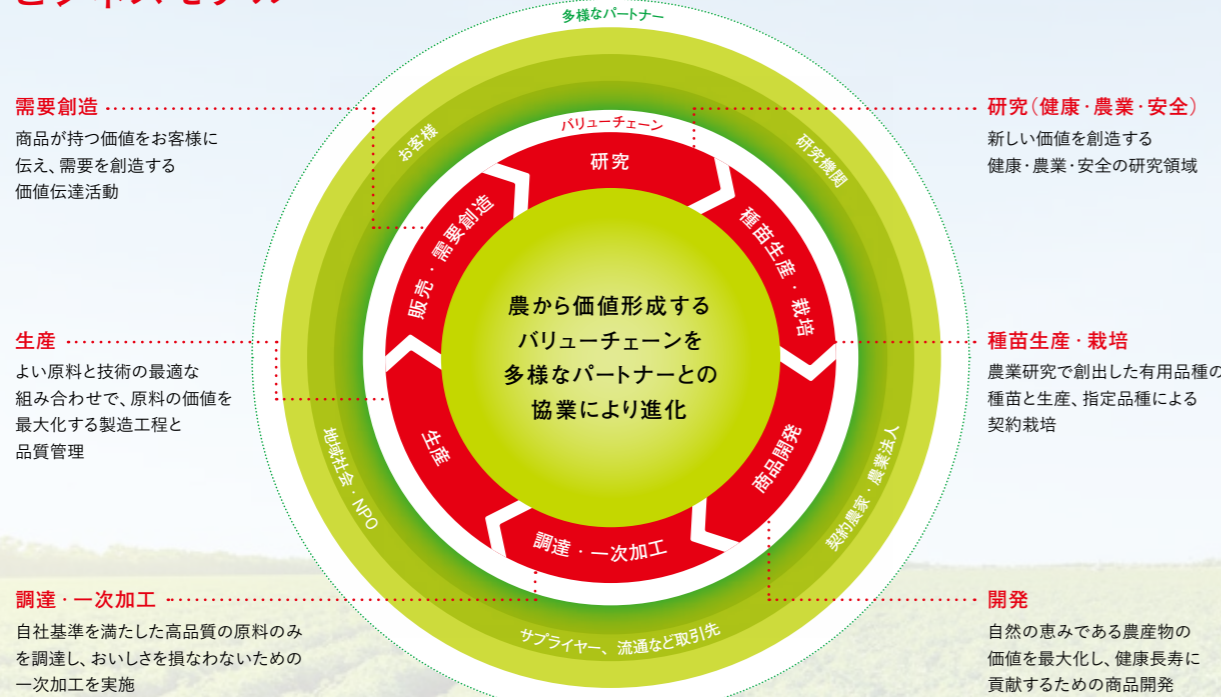 ビジネスモデル
多様なパートナー
バリューチェーン
お客様
研究機関
契約農家・農業法人
サプライヤー、流通など取引先
地域社会・NPO
研究
種苗生産・栽培
商品開発
調達・一次加工
生産
販売・需要創造
農から価値形成する
バリューチェーンを
多様なパートナーとの
協業により進化
需要創造
商品が持つ価値をお客様に
伝え、需要を創造する
価値伝達活動
生産
よい原料と技術の最適な
組み合わせで、原料の価値を
最大化する製造工程と
品質管理
調達・一次加工
自社基準を満たした高品質の原料のみ
を調達し、おいしさを損なわないための
一次加工を実施
研究(健康・農業・安全)
新しい価値を創造する
健康・農業・安全の研究領域
種苗生産・栽培
農業研究で創出した有用品種の
種苗と生産、指定品種による
契約栽培
開発
自然の恵みである農産物の
価値を最大化し、健康長寿に
貢献するための商品開発